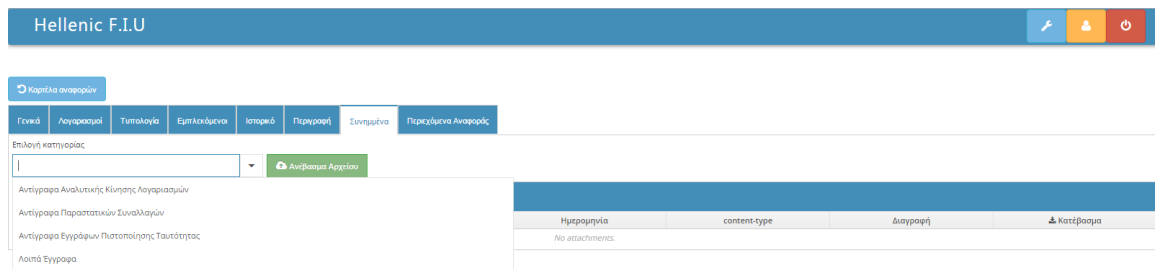 Hellenic F.I.U
Καρτέλα αναφορών
Γενικά Λογαριασμοί Τυπολογία Εμπλεκόμενοι Ιστορικό Περιγραφή Συνημμένα Περιεχόμενα Αναφοράς
Επιλογή κατηγορίας
Ανέβασμα Αρχείου
Αντίγραφα Αναλυτικής Κίνησης Λογαριασμών
Αντίγραφα Παραστατικών Συναλλαγών
Ημερομηνία content-type Διαγραφή Κατέβασμα
Αντίγραφα Εγγράφων Πιστοποίησης Ταυτότητας
No attachments.
Λοιπά Έγγραφα